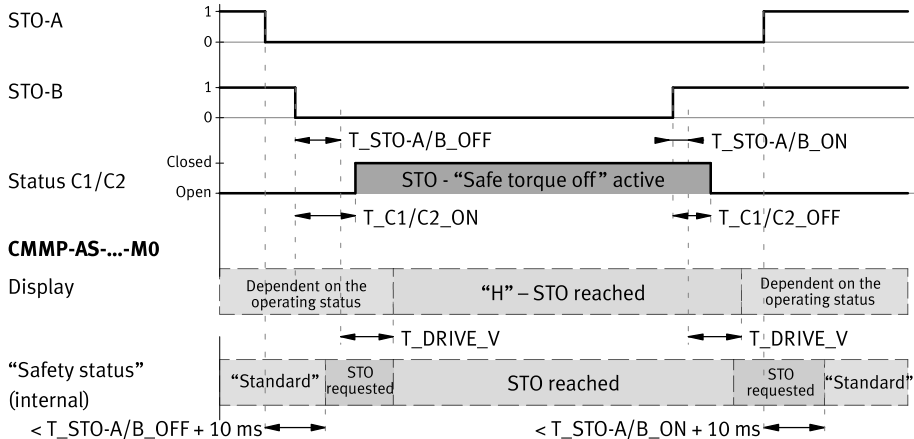 STO-A
1
0
STO-B
1
0
T_STO-A/B_OFF
T_STO-A/B_ON
Status C1/C2
Closed
Open
STO - “Safe torque off” active
T_C1/C2_ON
T_C1/C2_OFF
CMMP-AS-...-M0
Display
Dependent on the
operating status
“H” – STO reached
Dependent on the
operating status
T_DRIVE_V
T_DRIVE_V
“Safety status”
(internal)
“Standard”
STO
requested
STO reached
STO
requested
“Standard”
< T_STO-A/B_OFF + 10 ms
< T_STO-A/B_ON + 10 ms